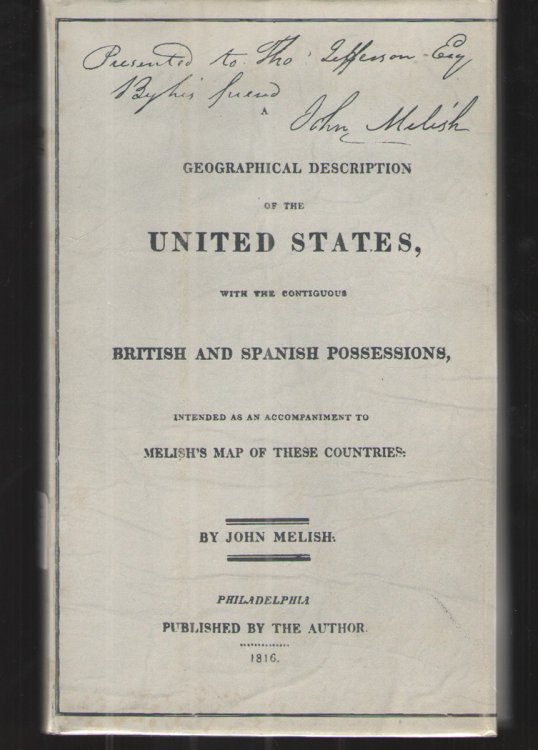 Presented to Tho' Jefferson Esq
By his friend
John Melish
A
GEOGRAPHICAL DESCRIPTION
OF THE
UNITED STATES,
WITH THE CONTIGUOUS
BRITISH AND SPANISH POSSESSIONS,
INTENDED AS AN ACCOMPANIMENT TO
MELISH'S MAP OF THESE COUNTRIES:
BY JOHN MELISH.
PHILADELPHIA
PUBLISHED BY THE AUTHOR.
1816.